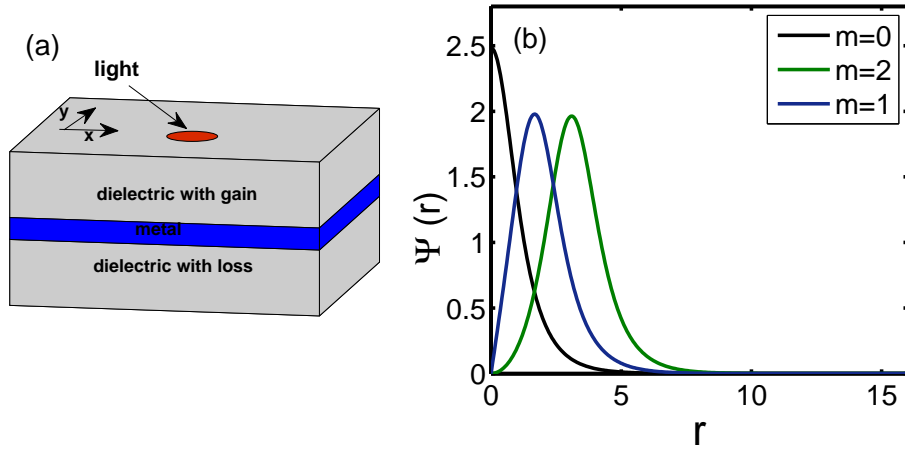 (a)
light
y
x
dielectric with gain
metal
dielectric with loss
(b)
m=0
m=2
m=1
Ψ (r)
2.5
2
1.5
1
0.5
0
0
5
10
15
r